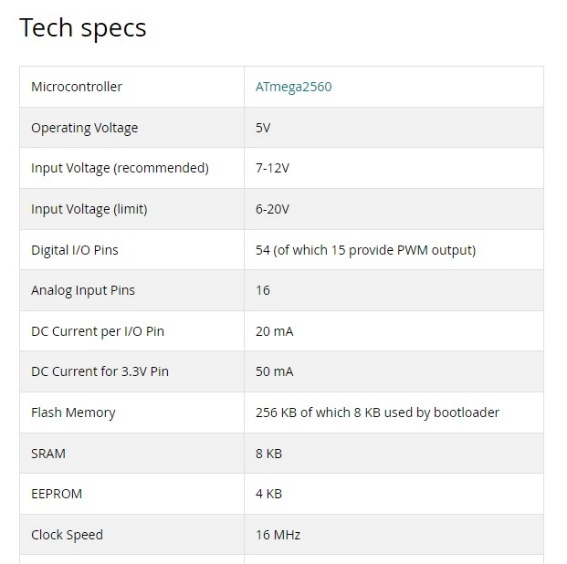 Tech specs
Microcontroller ATmega2560
Operating Voltage 5V
Input Voltage (recommended) 7-12V
Input Voltage (limit) 6-20V
Digital I/O Pins 54 (of which 15 provide PWM output)
Analog Input Pins 16
DC Current per I/O Pin 20 mA
DC Current for 3.3V Pin 50 mA
Flash Memory 256 KB of which 8 KB used by bootloader
SRAM 8 KB
EEPROM 4 KB
Clock Speed 16 MHz